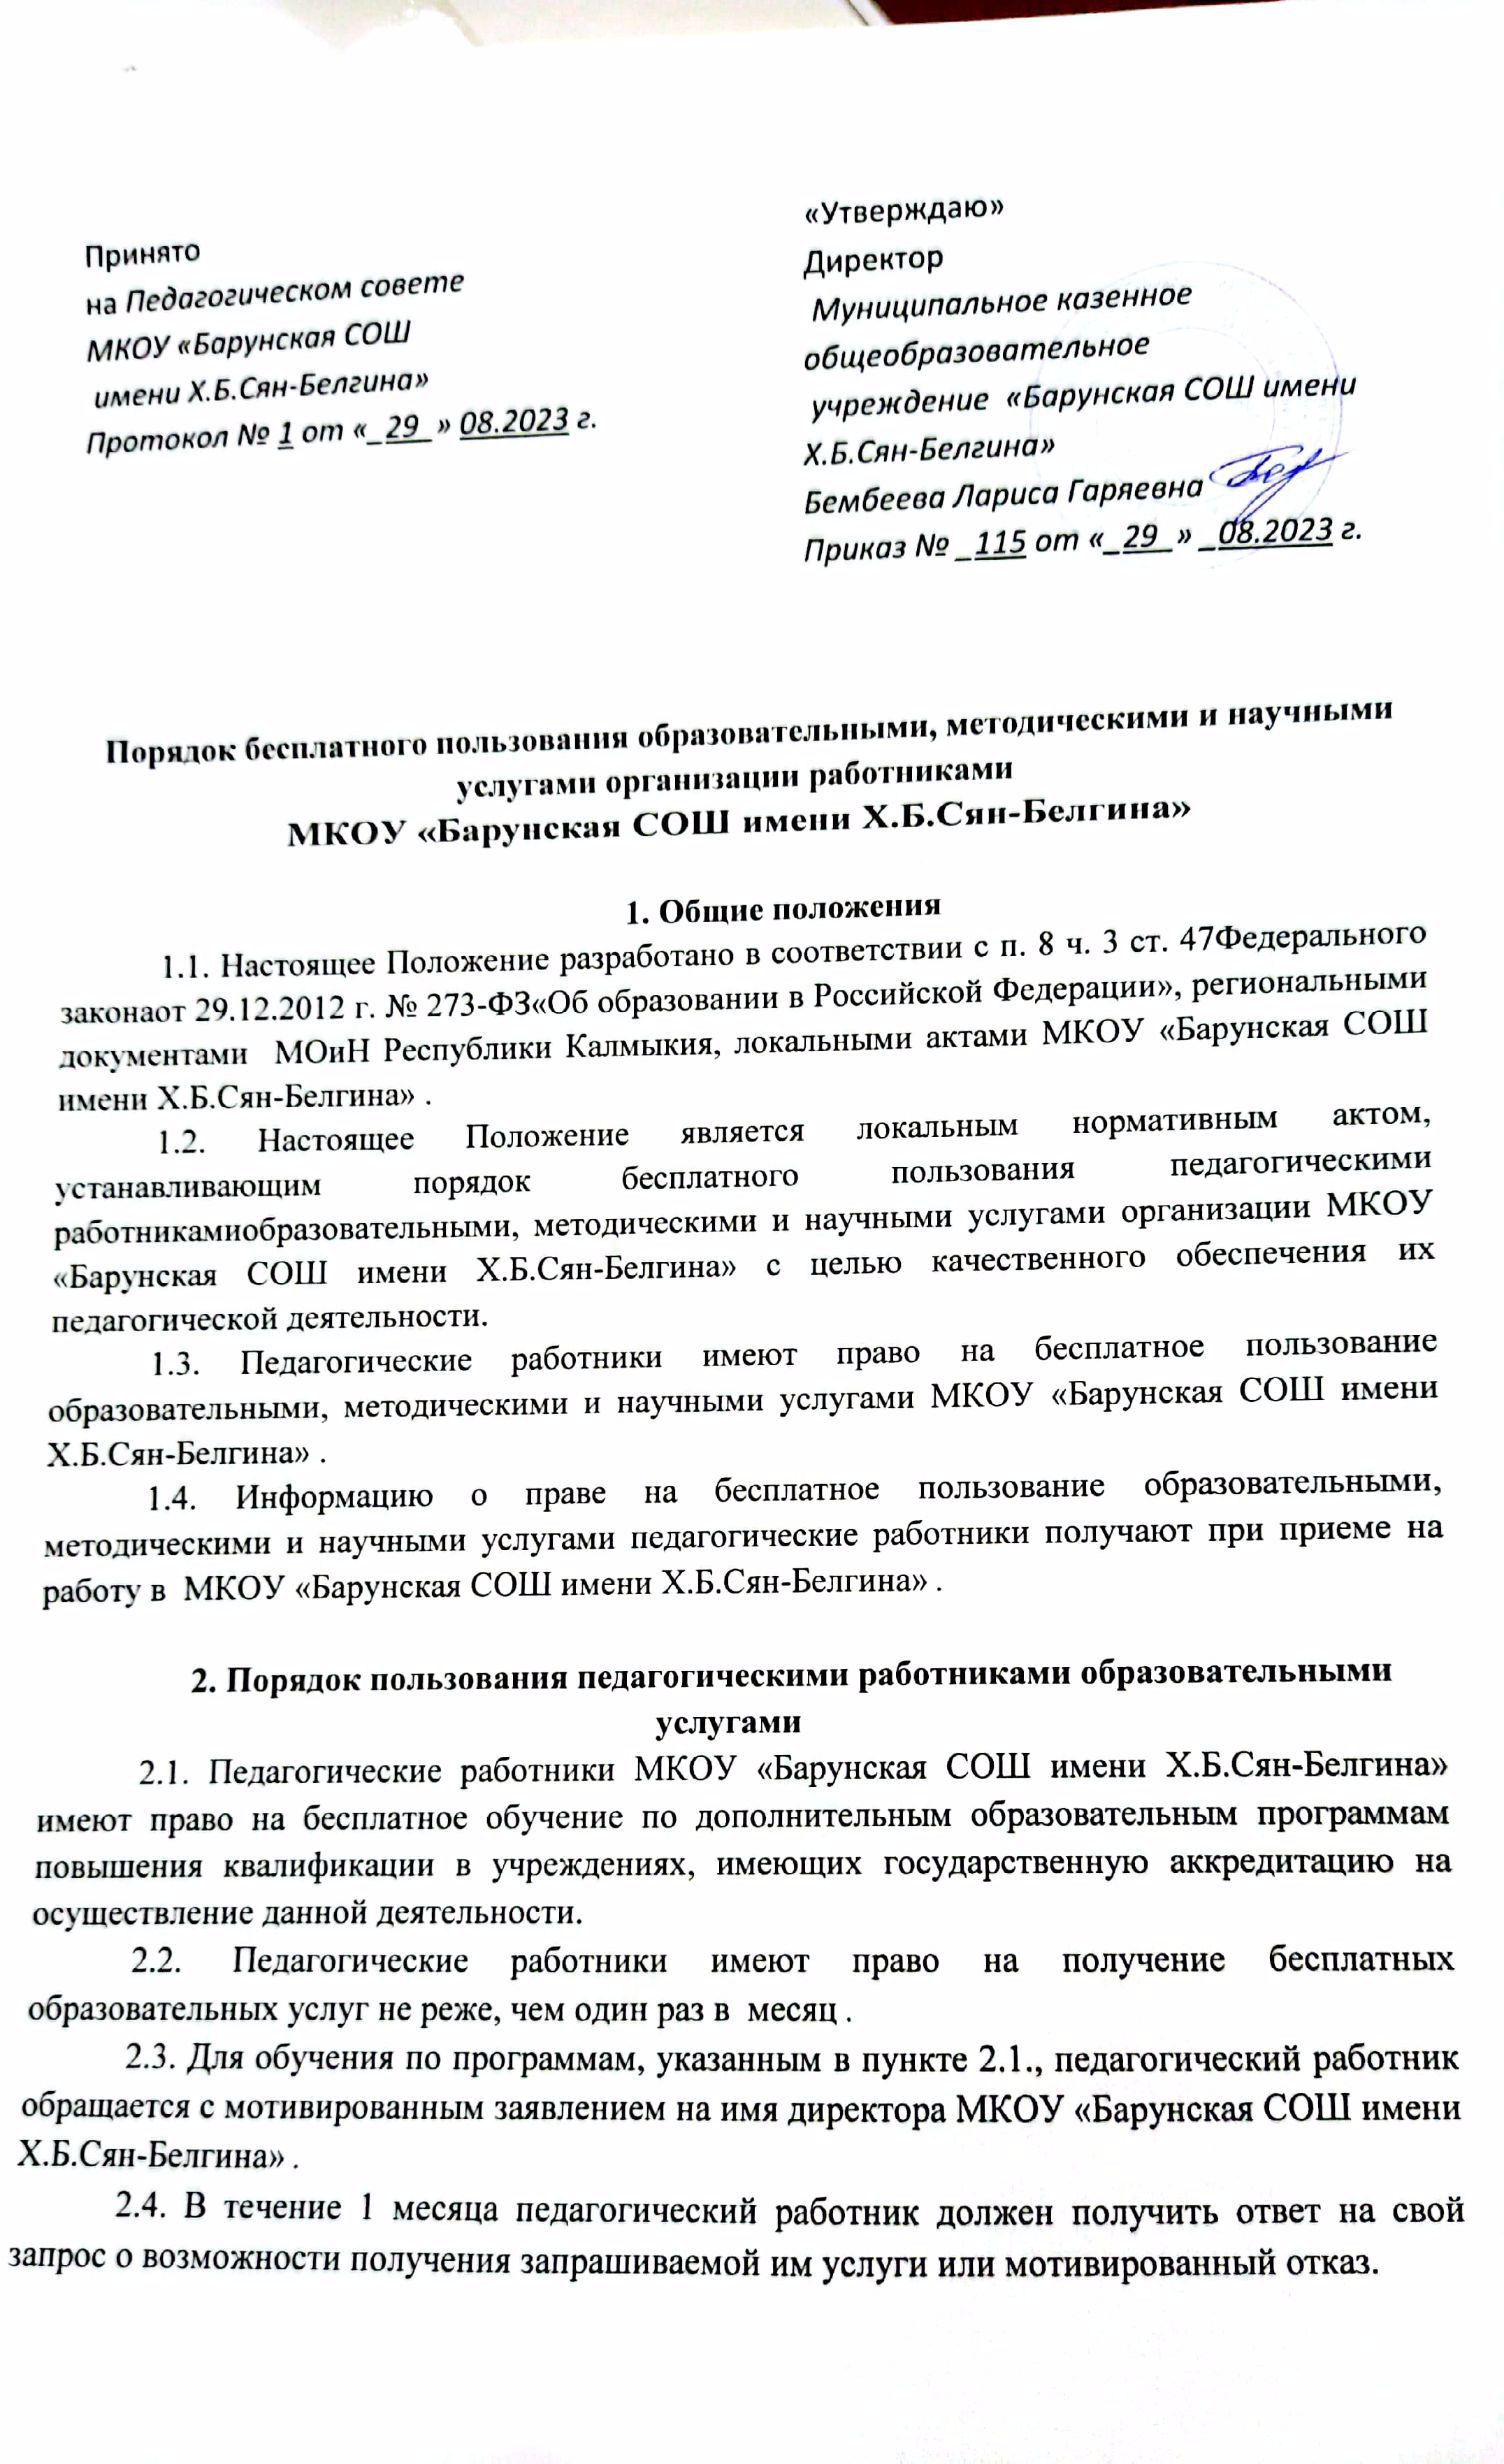 Принято
на Педагогическом совете
МКОУ «Барунская СОШ
имени Х.Б.Сян-Белгина»
Протокол № 1 от «_29_» 08.2023 г.
«Утверждаю»
Директор
Муниципальное казенное
общеобразовательное
учреждение «Барунская СОШ имени
Х.Б.Сян-Белгина»
Бембеева Лариса Гаряевна
Приказ № _115 от «_29_» _08.2023 г.
Порядок бесплатного пользования образовательными, методическими и научными
услугами организации работниками
МКОУ «Барунская СОШ имени Х.Б.Сян-Белгина»
1. Общие положения
1.1. Настоящее Положение разработано в соответствии с п. 8 ч. 3 ст. 47Федерального
законаот 29.12.2012 г. № 273-ФЗ«Об образовании в Российской Федерации», региональными
документами МОиН Республики Калмыкия, локальными актами МКОУ «Барунская СОШ
имени Х.Б.Сян-Белгина» .
1.2. Настоящее Положение является локальным нормативным актом,
устанавливающим порядок бесплатного пользования педагогическими
работникамиобразовательными, методическими и научными услугами организации МКОУ
«Барунская СОШ имени Х.Б.Сян-Белгина» с целью качественного обеспечения их
педагогической деятельности.
1.3. Педагогические работники имеют право на бесплатное пользование
образовательными, методическими и научными услугами МКОУ «Барунская СОШ имени
Х.Б.Сян-Белгина» .
1.4. Информацию о праве на бесплатное пользование образовательными,
методическими и научными услугами педагогические работники получают при приеме на
работу в МКОУ «Барунская СОШ имени Х.Б.Сян-Белгина» .
2. Порядок пользования педагогическими работниками образовательными
услугами
2.1. Педагогические работники МКОУ «Барунская СОШ имени Х.Б.Сян-Белгина»
имеют право на бесплатное обучение по дополнительным образовательным программам
повышения квалификации в учреждениях, имеющих государственную аккредитацию на
осуществление данной деятельности.
2.2. Педагогические работники имеют право на получение бесплатных
образовательных услуг не реже, чем один раз в месяц .
2.3. Для обучения по программам, указанным в пункте 2.1., педагогический работник
обращается с мотивированным заявлением на имя директора МКОУ «Барунская СОШ имени
Х.Б.Сян-Белгина» .
2.4. В течение 1 месяца педагогический работник должен получить ответ на свой
запрос о возможности получения запрашиваемой им услуги или мотивированный отказ.